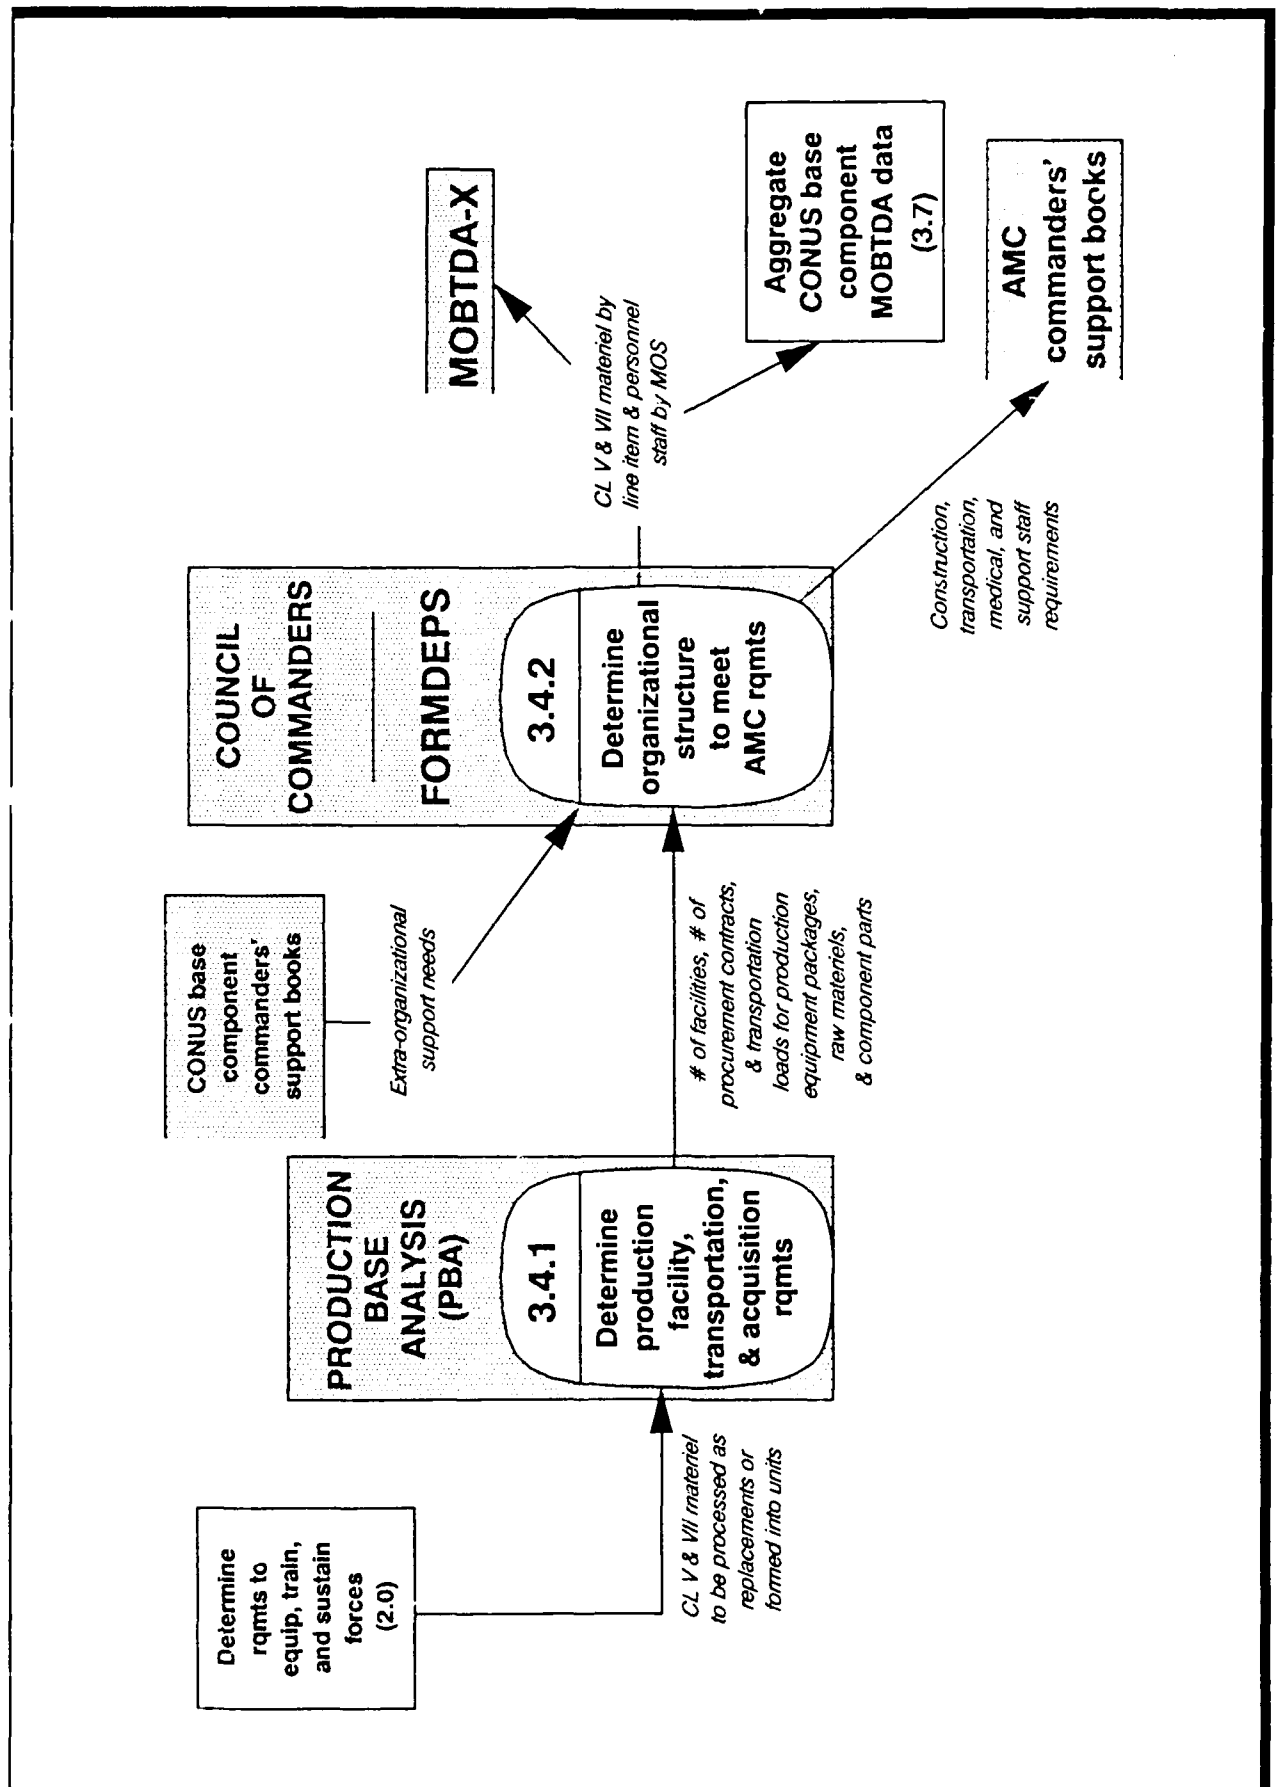 Determine
rqmts to
equip, train,
and sustain
forces
(2.0)
CL V & VII materiel
to be processed as
replacements or
formed into units
PRODUCTION
BASE
ANALYSIS
(PBA)
3.4.1
Determine
production
facility,
transportation,
& acquisition
rqmts
CONUS base
component
commanders'
support books
Extra-organizational
support needs
# of facilities, # of
procurement contracts,
& transportation
loads for production
equipment packages,
raw materiels,
& component parts
COUNCIL
OF
COMMANDERS
FORMDEPS
3.4.2
Determine
organizational
structure
to meet
AMC rqmts
CL V & VII materiel by
line item & personnel
staff by MOS
Construction,
transportation,
medical, and
support staff
requirements
MOBTDA-X
Aggregate
CONUS base
component
MOBTDA data
(3.7)
AMC
commanders'
support books